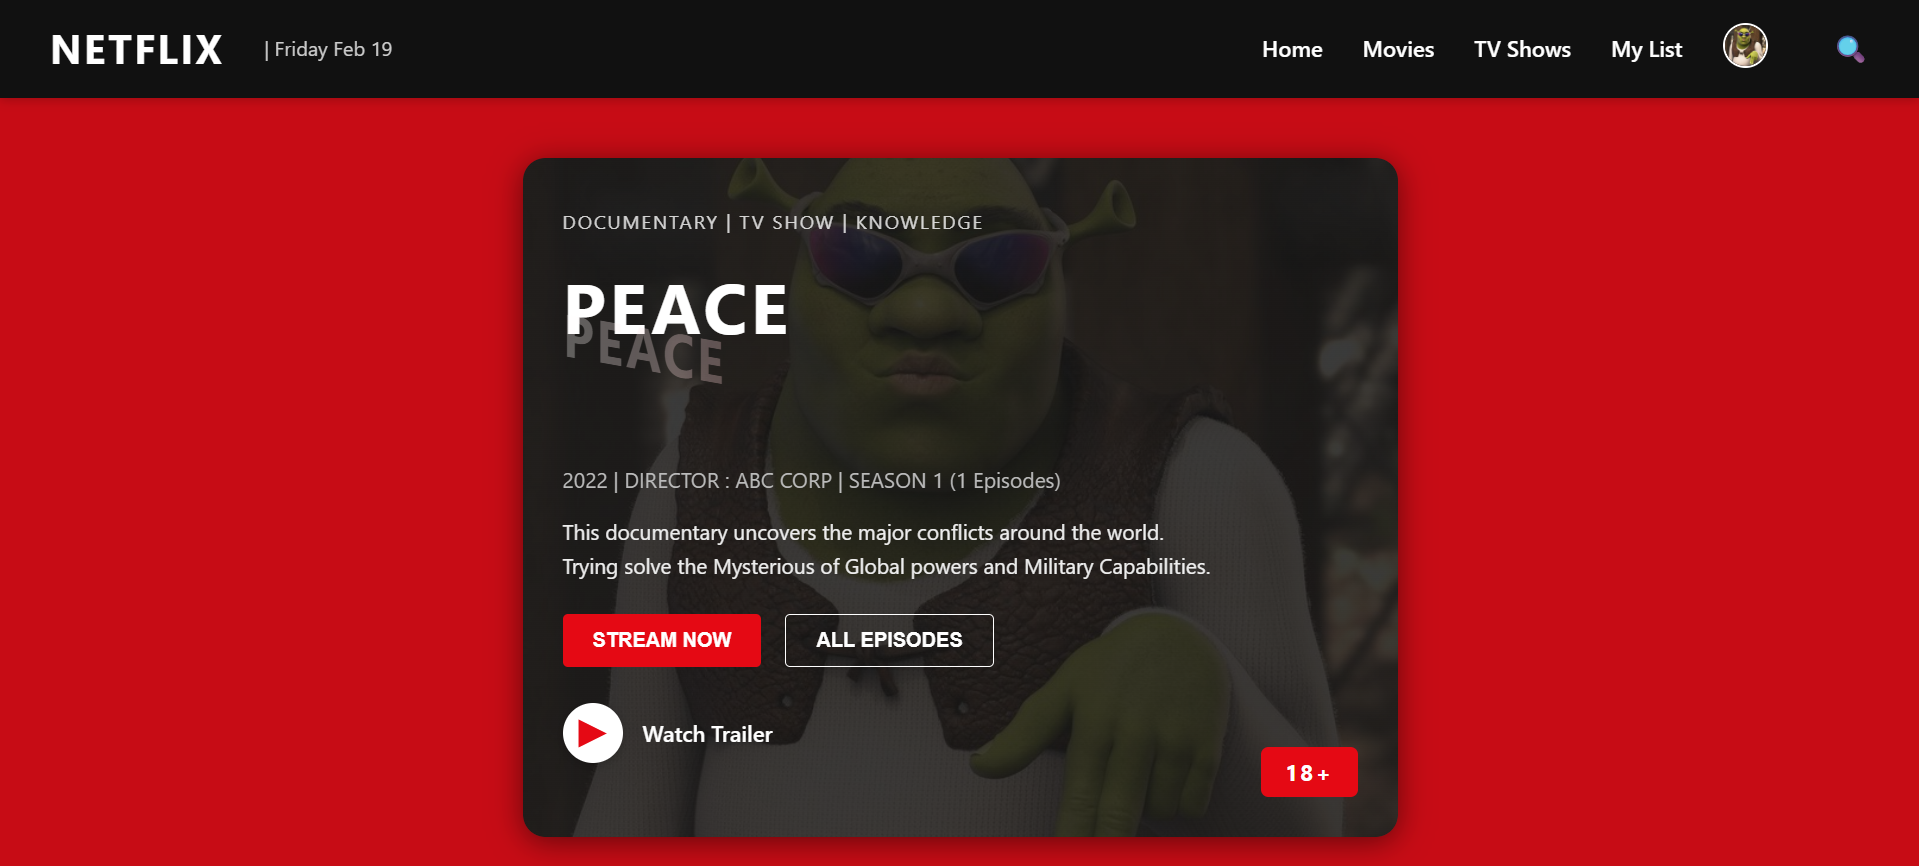 NETFLIX | Friday Feb 19 Home Movies TV Shows My List
DOCUMENTARY | TV SHOW | KNOWLEDGE
PEACE
PEACE
2022 | DIRECTOR : ABC CORP | SEASON 1 (1 Episodes)
This documentary uncovers the major conflicts around the world.
Trying solve the Mysterious of Global powers and Military Capabilities.
STREAM NOW ALL EPISODES
Watch Trailer
18+